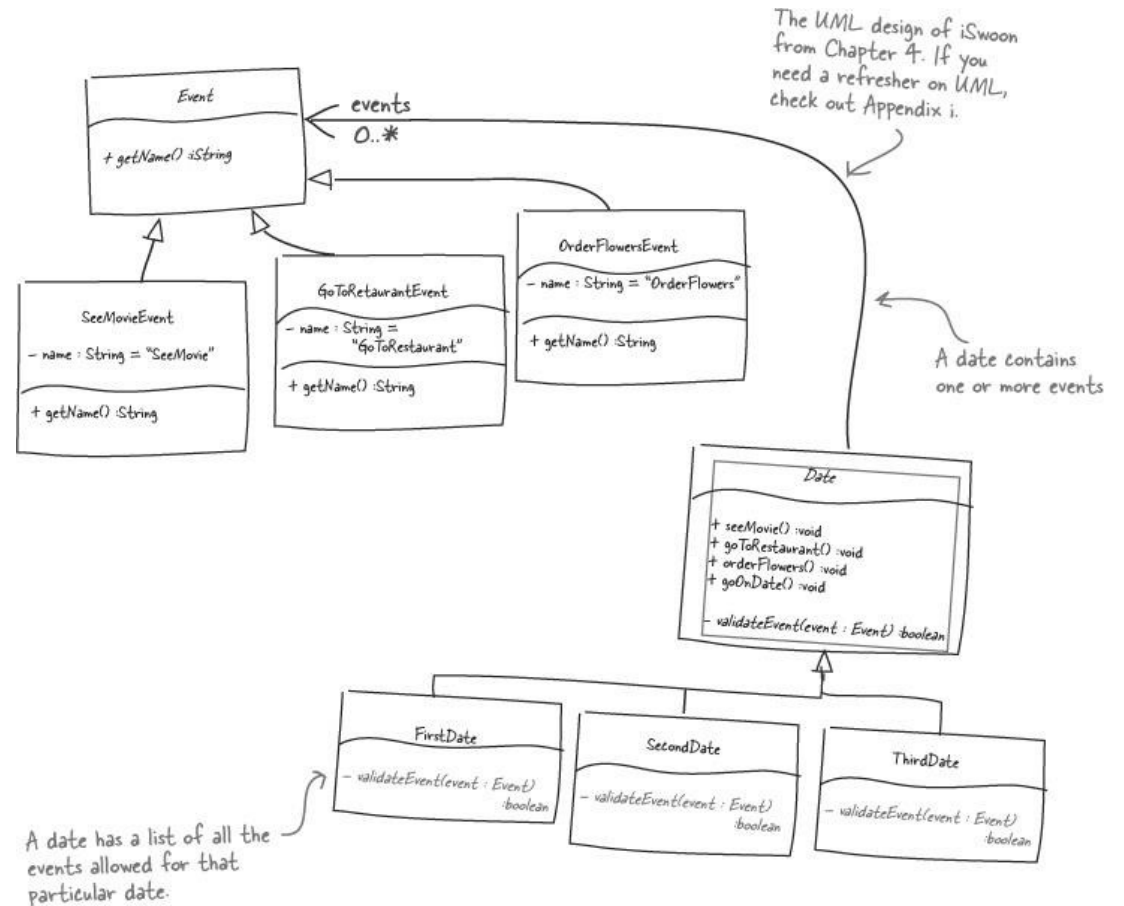 The UML design of iSwoon
from Chapter 4. If you
need a refresher on UML,
check out Appendix i.
Event
+ getName() :iString
events
0..*
OrderFlowersEvent
- name : String = "OrderFlowers"
+ getName() :String
GoToRetaurantEvent
- name : String =
"GoToRestaurant"
+ getName() :String
SeeMovieEvent
- name : String = "SeeMovie"
+ getName() :String
A date contains
one or more events
Date
+ seeMovie() :void
+ goToRestaurant() :void
+ orderFlowers() :void
+ goOnDate() :void
- validateEvent(event : Event) :boolean
FirstDate
- validateEvent(event : Event)
:boolean
SecondDate
- validateEvent(event : Event)
:boolean
ThirdDate
- validateEvent(event : Event)
:boolean
A date has a list of all the
events allowed for that
particular date.